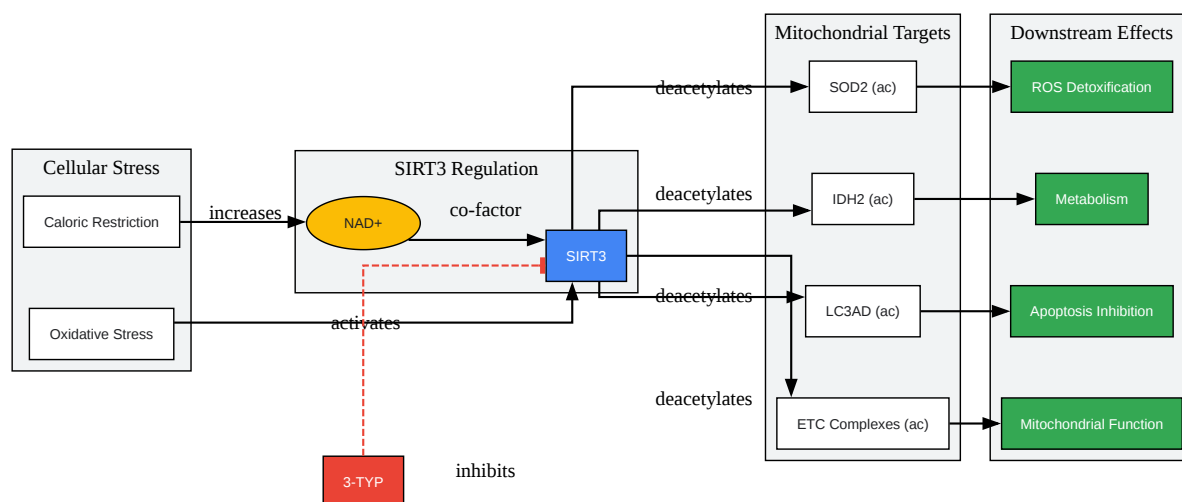 Mitochondrial Targets
Downstream Effects
deacetylates
SOD2 (ac)
ROS Detoxification
Cellular Stress
SIRT3 Regulation
Caloric Restriction
increases
NAD+
co-factor
deacetylates
IDH2 (ac)
Metabolism
SIRT3
deacetylates
LC3AD (ac)
Apoptosis Inhibition
Oxidative Stress
activates
deacetylates
ETC Complexes (ac)
Mitochondrial Function
3-TYP
inhibits